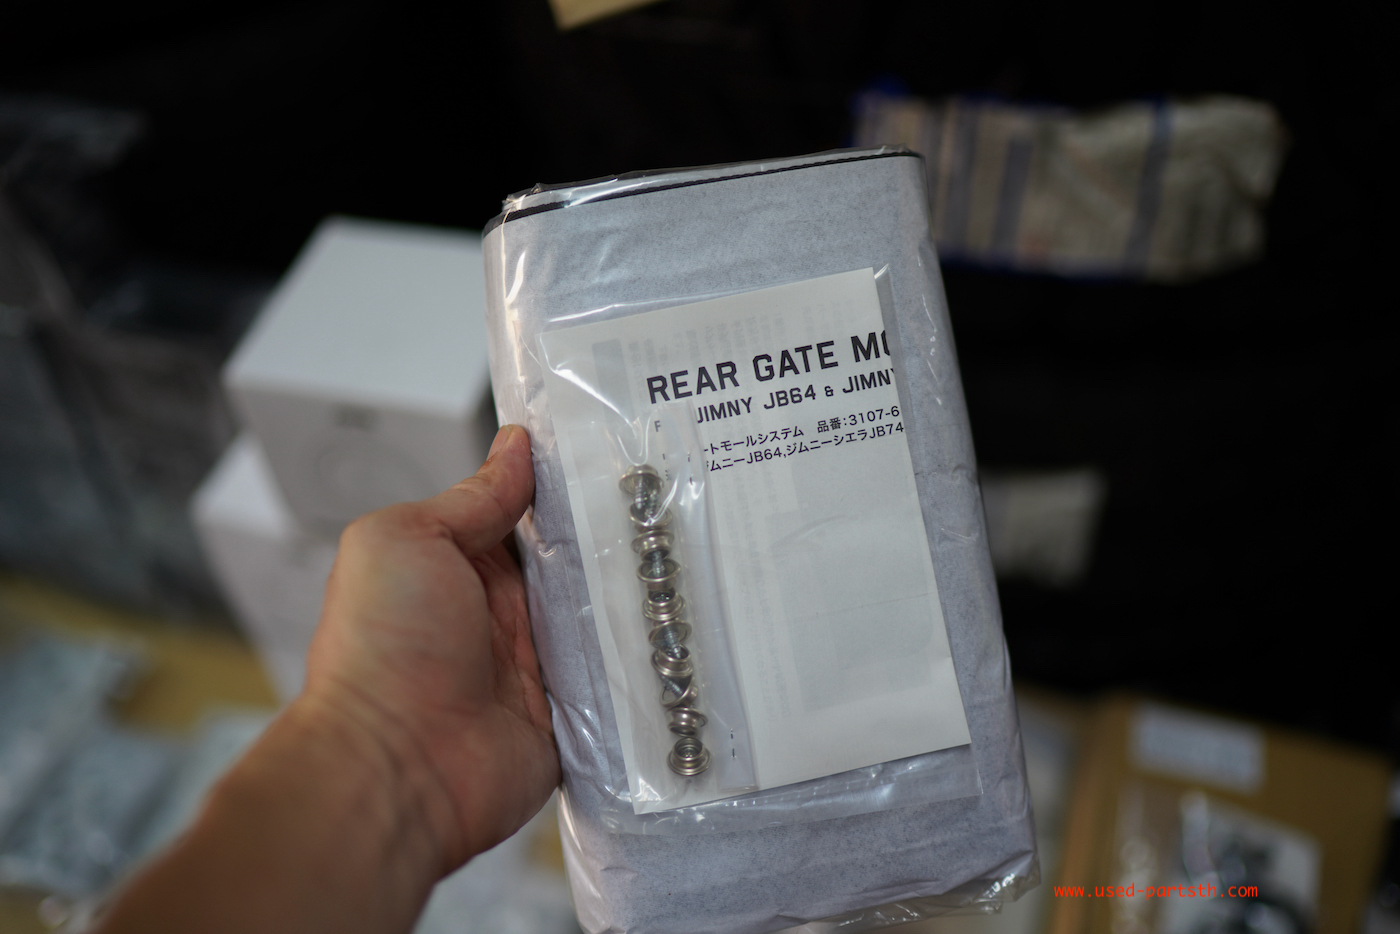 REAR GATE MO
JIMNY JB64 & JIMNY
ートモールシステム 品番:3107-6
ジムニーJB64,ジムニーシエラJB74
www.used-partsth.com